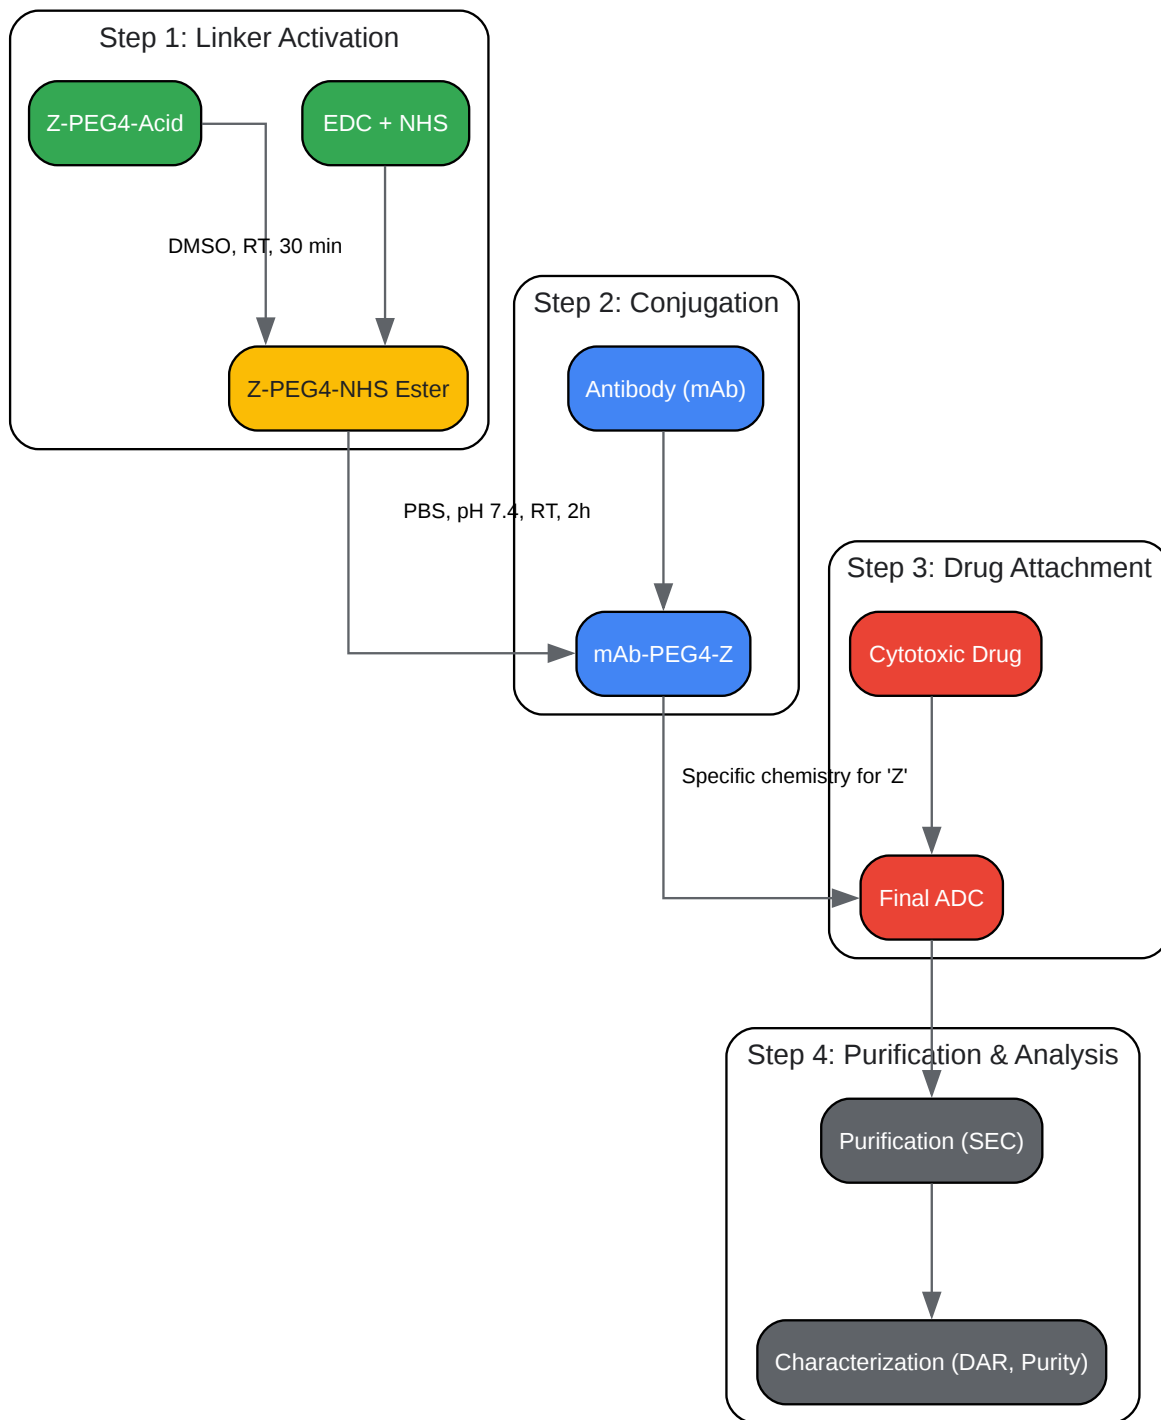 Step 1: Linker Activation
Z-PEG4-Acid
EDC + NHS
DMSO, RT, 30 min
Z-PEG4-NHS Ester
Step 2: Conjugation
Antibody (mAb)
PBS, pH 7.4, RT, 2h
mAb-PEG4-Z
Step 3: Drug Attachment
Cytotoxic Drug
Specific chemistry for 'Z'
Final ADC
Step 4: Purification & Analysis
Purification (SEC)
Characterization (DAR, Purity)